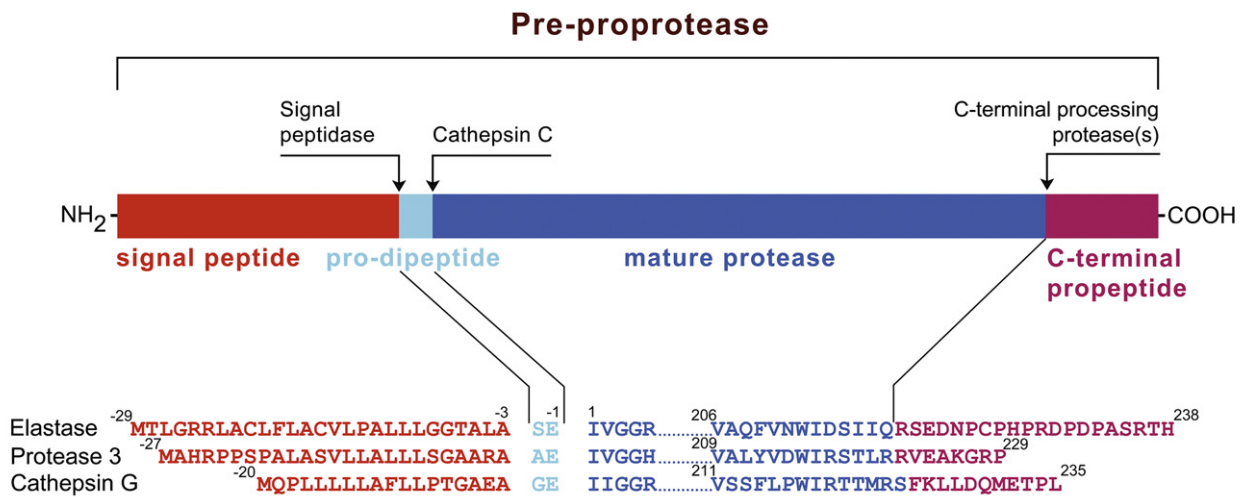 Pre-proprotease
Signal
peptidase
Cathepsin C
C-terminal processing
protease(s)
NH2
COOH
signal peptide
pro-dipeptide
mature protease
C-terminal
propeptide
-29 -3 -1 1 206 238
Elastase MTLGRRLACLFLACVLPALLLGGTALA SE IVGGR..........VAQFVNWIDSIIQRSEDNPCPHPRDPDPASRTH
-27 209 229
Protease 3 MAHRPPSPALASVLLALLLSGAARA AE IVGGH..........VALYVDWIRSTLRRVEAKGRP
-20 211 235
Cathepsin G MQPLLLLLAFLLPTGAEA GE IIGGR..........VSSFLPWIRTTMRSFKLLDQMETPL